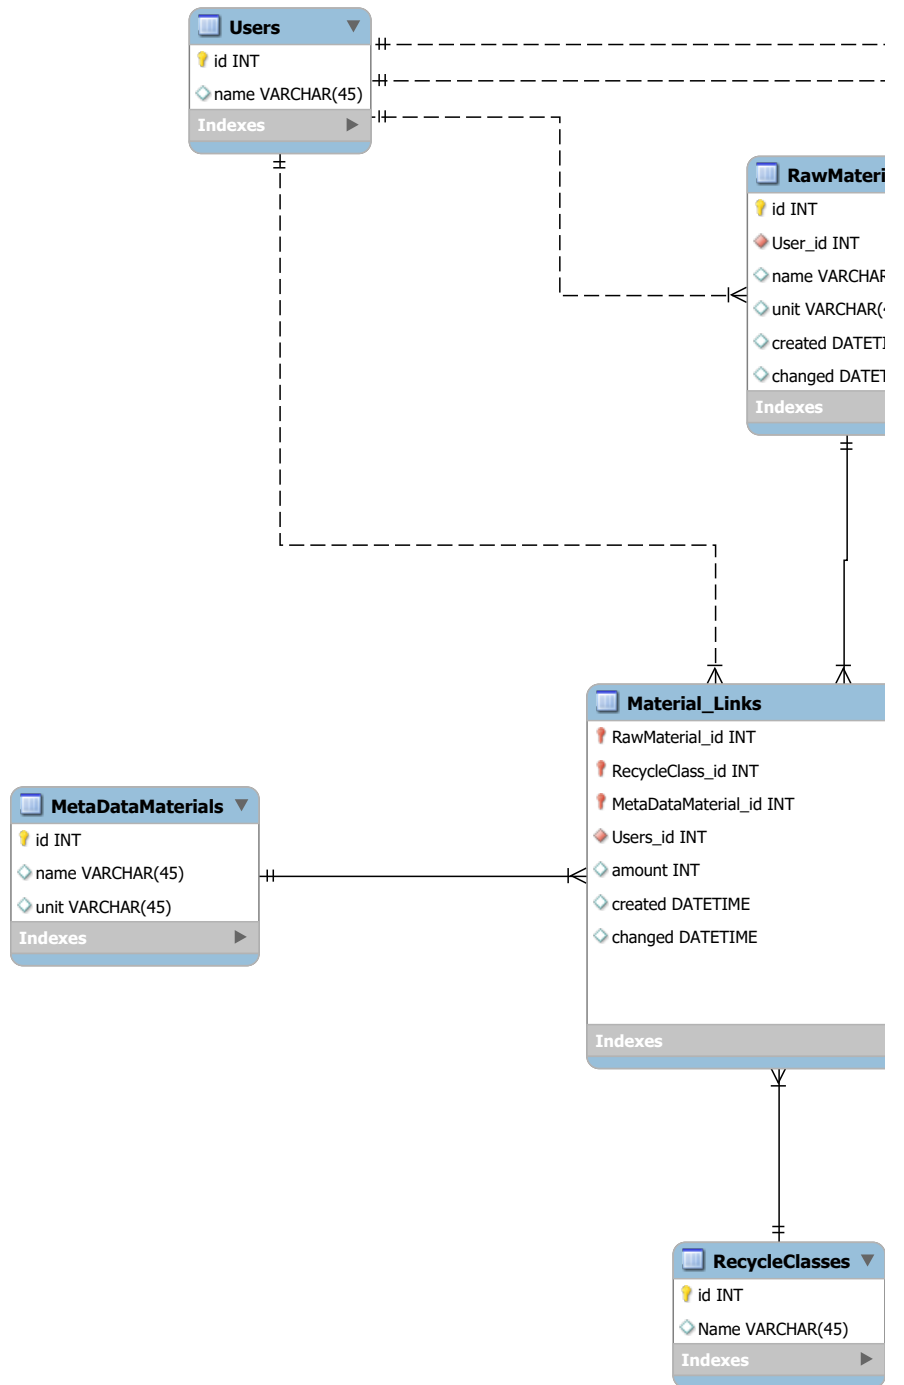 Users
id INT
name VARCHAR(45)
Indexes
RawMateri
id INT
User_id INT
name VARCHAR
unit VARCHAR(
created DATETI
changed DATET
Indexes
Material_Links
RawMaterial_id INT
RecycleClass_id INT
MetaDataMaterial_id INT
Users_id INT
amount INT
created DATETIME
changed DATETIME
Indexes
MetaDataMaterials
id INT
name VARCHAR(45)
unit VARCHAR(45)
Indexes
RecycleClasses
id INT
Name VARCHAR(45)
Indexes